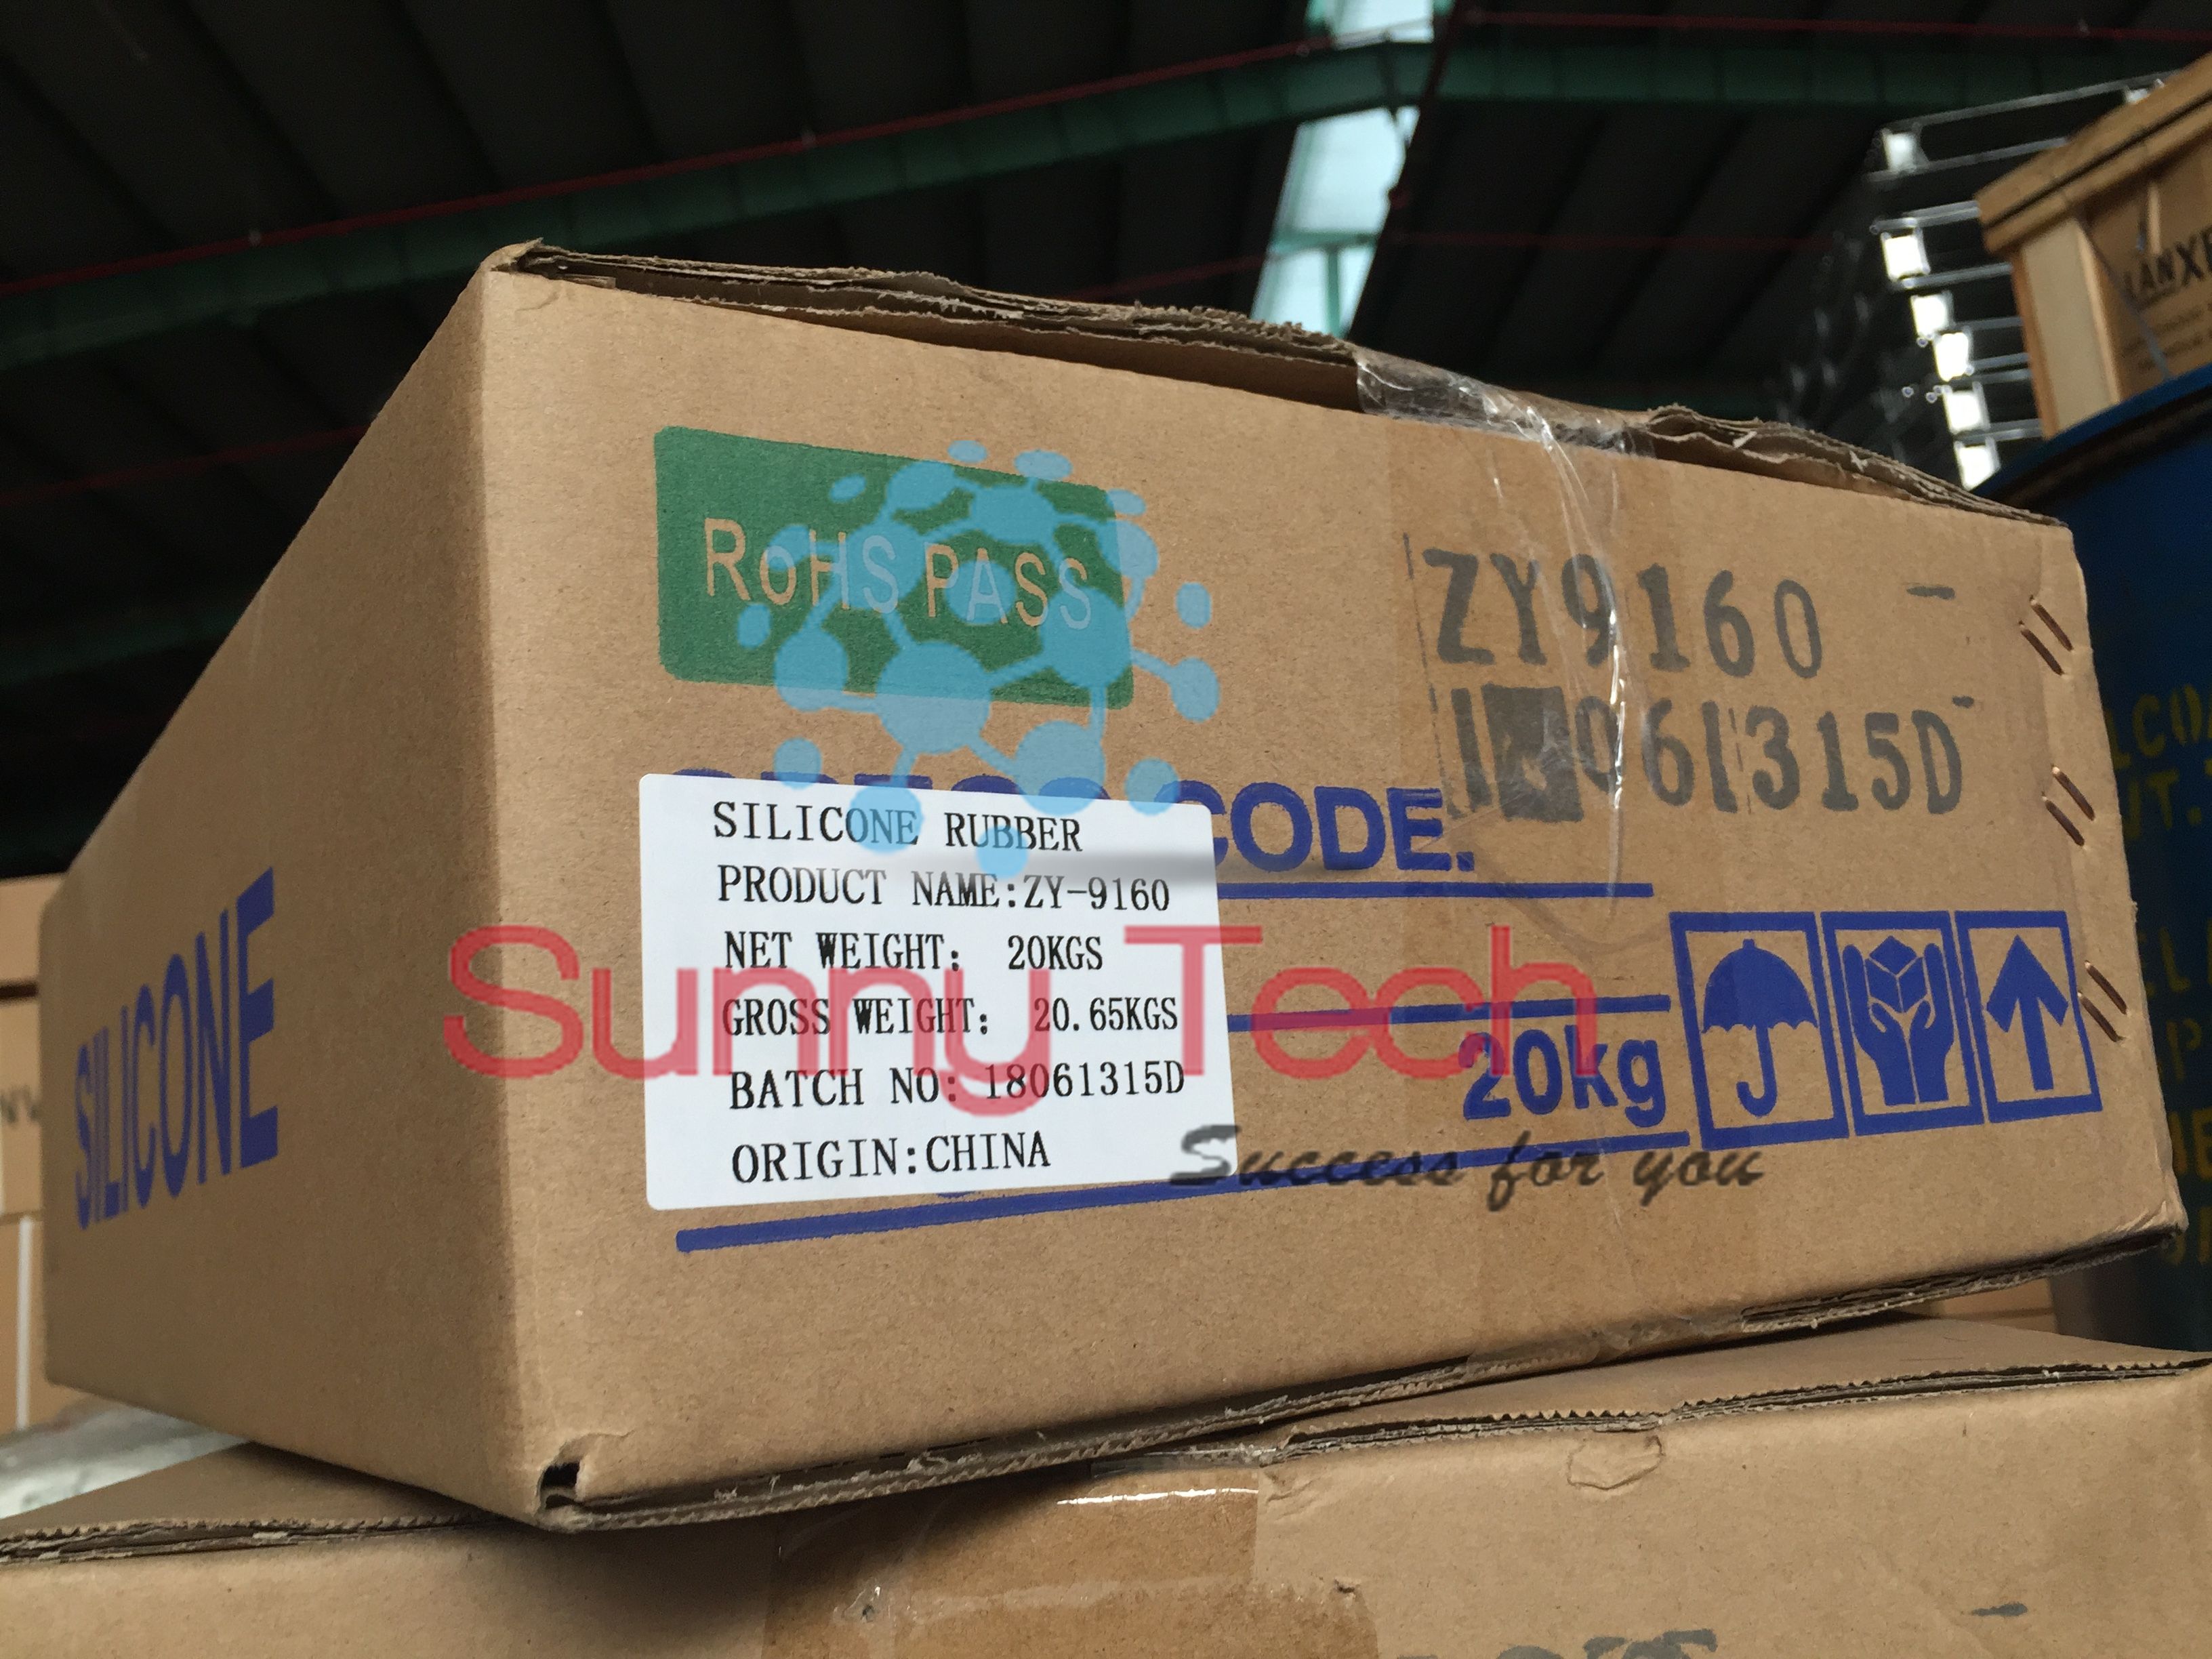 RoHS PASS
ZY9160
061315D
CODE.
SILICONE RUBBER
PRODUCT NAME:ZY-9160
NET WEIGHT: 20KGS
GROSS WEIGHT: 20.65KGS
BATCH NO: 18061315D
ORIGIN:CHINA
SILICONE
20kg
Sunny Tech
Success for you